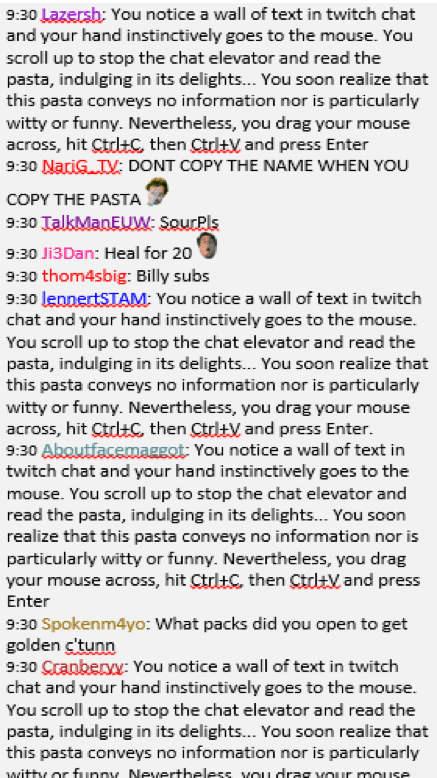 9:30 Lazersh: You notice a wall of text in twitch chat
and your hand instinctively goes to the mouse. You
scroll up to stop the chat elevator and read the
pasta, indulging in its delights... You soon realize that
this pasta conveys no information nor is particularly
witty or funny. Nevertheless, you drag your mouse
across, hit Ctrl+C, then Ctrl+V and press Enter
9:30 NariG_TV: DONT COPY THE NAME WHEN YOU
COPY THE PASTA
9:30 TalkManEUW: SourPls
9:30 Ji3Dan: Heal for 20
9:30 thom4sbig: Billy subs
9:30 lennertSTAM: You notice a wall of text in twitch
chat and your hand instinctively goes to the mouse.
You scroll up to stop the chat elevator and read the
pasta, indulging in its delights... You soon realize that
this pasta conveys no information nor is particularly
witty or funny. Nevertheless, you drag your mouse
across, hit Ctrl+C, then Ctrl+V and press Enter.
9:30 Aboutfacemaggot: You notice a wall of text in
twitch chat and your hand instinctively goes to the
mouse. You scroll up to stop the chat elevator and
read the pasta, indulging in its delights... You soon
realize that this pasta conveys no information nor is
particularly witty or funny. Nevertheless, you drag
your mouse across, hit Ctrl+C, then Ctrl+V and press
Enter
9:30 Spokenm4yo: What packs did you open to get
golden c'tunn
9:30 Cranberyy: You notice a wall of text in twitch
chat and your hand instinctively goes to the mouse.
You scroll up to stop the chat elevator and read the
pasta, indulging in its delights... You soon realize that
this pasta conveys no information nor is particularly
witty or funny. Nevertheless, you drag your mouse